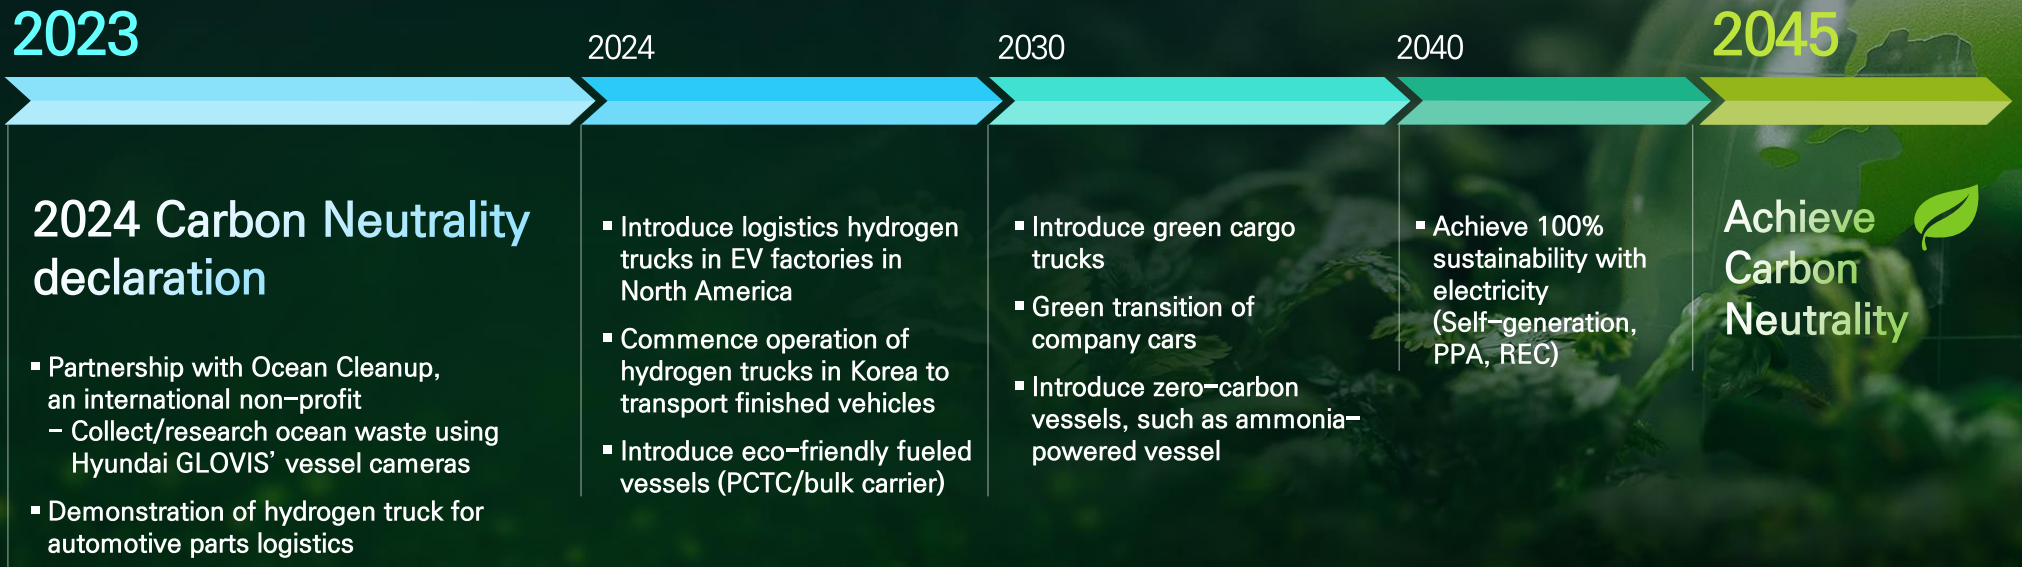 2023
2024 Carbon Neutrality
declaration
▪ Partnership with Ocean Cleanup,
an international non-profit
- Collect/research ocean waste using
Hyundai GLOVIS' vessel cameras
▪ Demonstration of hydrogen truck for
automotive parts logistics
2024
▪ Introduce logistics hydrogen
trucks in EV factories in
North America
▪ Commence operation of
hydrogen trucks in Korea to
transport finished vehicles
▪ Introduce eco-friendly fueled
vessels (PCTC/bulk carrier)
2030
▪ Introduce green cargo
trucks
▪ Green transition of
company cars
▪ Introduce zero-carbon
vessels, such as ammonia-
powered vessel
2040
▪ Achieve 100%
sustainability with
electricity
(Self-generation,
PPA, REC)
2045
Achieve
Carbon
Neutrality